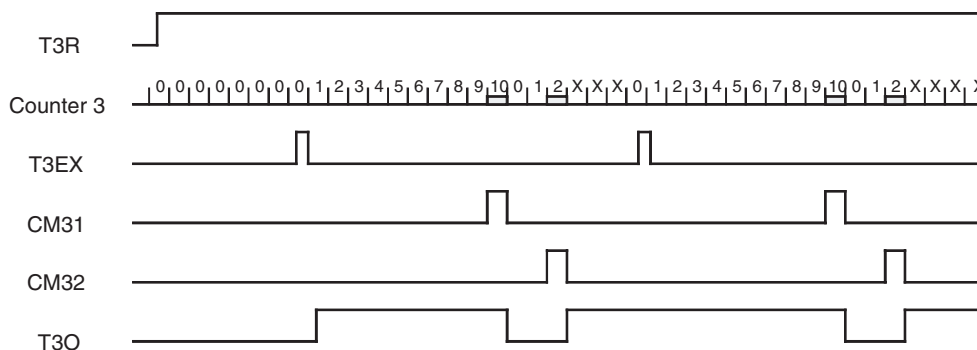 T3R
0 0 0 0 0 0 0 0 1 2 3 4 5 6 7 8 9 10 0 1 2 X X X 0 1 2 3 4 5 6 7 8 9 10 0 1 2 X X X X
Counter 3
T3EX
CM31
CM32
T3O